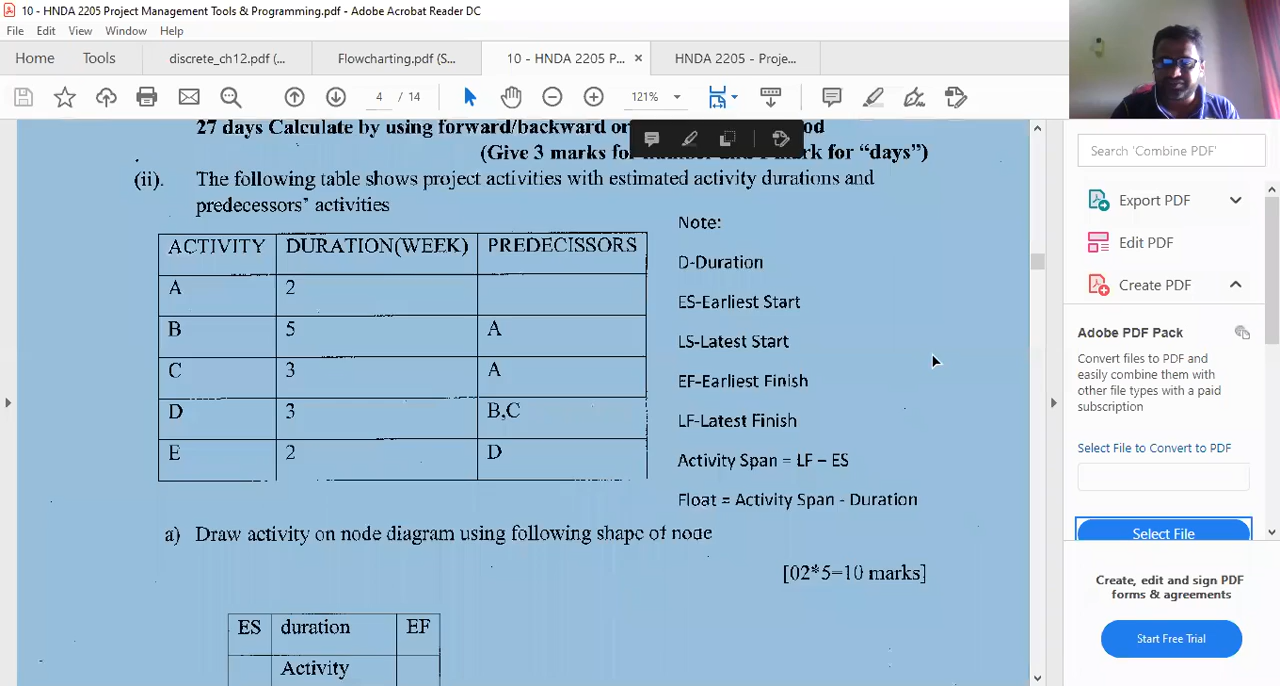 10 - HNDA 2205 Project Management Tools & Programming.pdf - Adobe Acrobat Reader DC
File Edit View Window Help
Home Tools discrete_ch12.pdf (... Flowcharting.pdf (S... 10 - HNDA 2205 P... × HNDA 2205 - Proje...
4 / 14 121%
27 days Calculate by using forward/backward or od
(Give 3 marks for mark for “days”)
(ii). The following table shows project activities with estimated activity durations and
predecessors’ activities
ACTIVITY DURATION(WEEK) PREDECISSORS
A 2
B 5 A
C 3 A
D 3 B,C
E 2 D
Note:
D-Duration
ES-Earliest Start
LS-Latest Start
EF-Earliest Finish
LF-Latest Finish
Activity Span = LF – ES
Float = Activity Span - Duration
a) Draw activity on node diagram using following shape of node
[02*5=10 marks]
ES duration EF
Activity
Search 'Combine PDF'
Export PDF
Edit PDF
Create PDF
Adobe PDF Pack
Convert files to PDF and
easily combine them with
other file types with a paid
subscription
Select File to Convert to PDF
Select File
Create, edit and sign PDF
forms & agreements
Start Free Trial